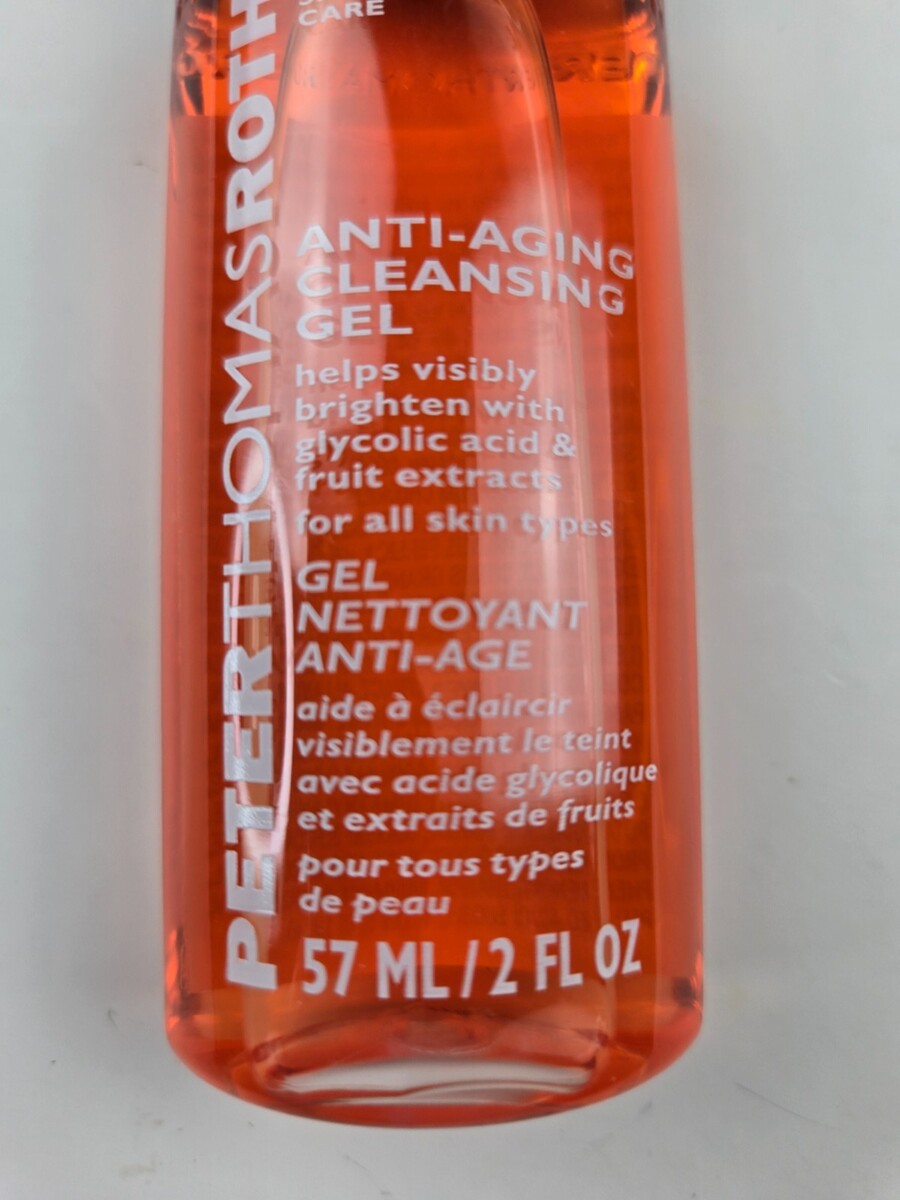 CARE
PETERTHOMASROTH
ANTI-AGING
CLEANSING
GEL
helps visibly
brighten with
glycolic acid &
fruit extracts
for all skin types
GEL
NETTOYANT
ANTI-AGE
aide à éclaircir
visiblement le teint
avec acide glycolique
et extraits de fruits
pour tous types
de peau
57 ML / 2 FL OZ